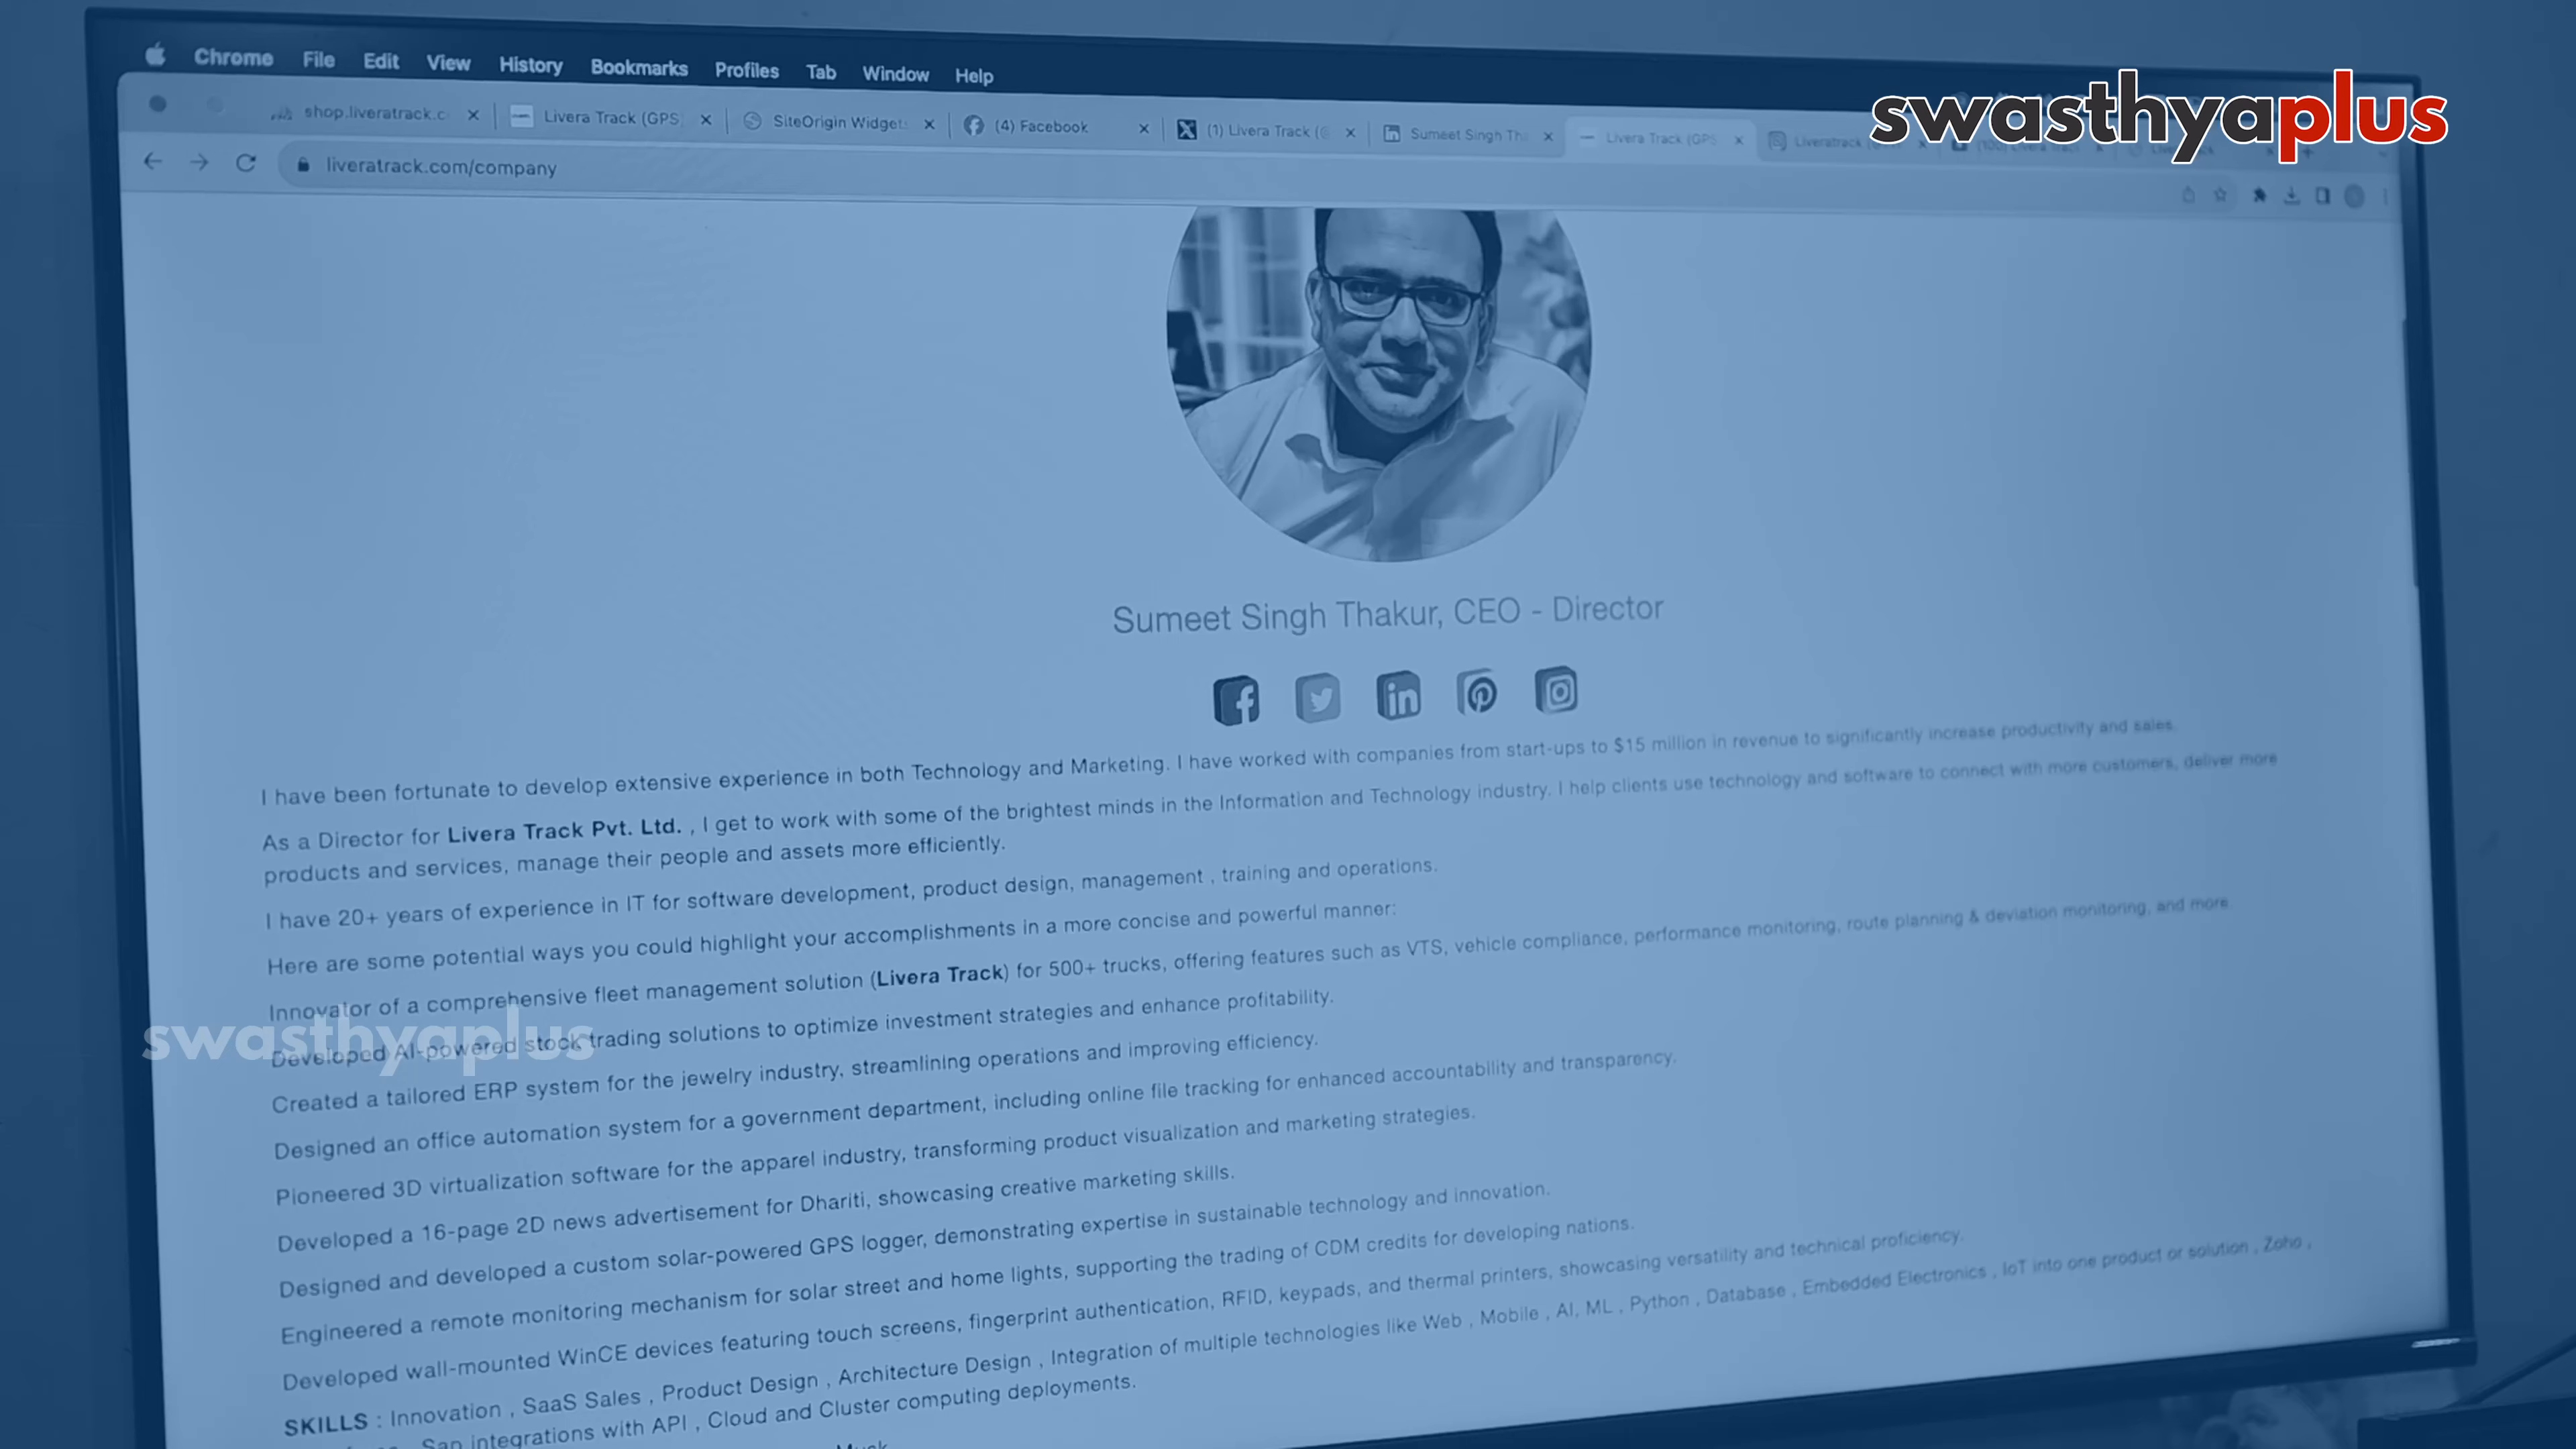 Chrome File Edit View History Bookmarks Profiles Tab Window Help
swasthyaplus
shop.liveratrack.c Livera Track (GPS SiteOrigin Widget (4) Facebook (1) Livera Track (G Sumeet Singh Th Livera Track (GPS Liveratrack
liveratrack.com/company
Sumeet Singh Thakur, CEO - Director
I have been fortunate to develop extensive experience in both Technology and Marketing. I have worked with companies from start-ups to $15 million in revenue to significantly increase productivity and sales.
As a Director for Livera Track Pvt. Ltd. , I get to work with some of the brightest minds in the Information and Technology industry. I help clients use technology and software to connect with more customers, deliver more
products and services, manage their people and assets more efficiently.
I have 20+ years of experience in IT for software development, product design, management , training and operations.
Here are some potential ways you could highlight your accomplishments in a more concise and powerful manner:
Innovator of a comprehensive fleet management solution (Livera Track) for 500+ trucks, offering features such as VTS, vehicle compliance, performance monitoring, route planning & deviation monitoring, and more.
swasthyaplus
Developed AI-powered stock trading solutions to optimize investment strategies and enhance profitability.
Created a tailored ERP system for the jewelry industry, streamlining operations and improving efficiency.
Designed an office automation system for a government department, including online file tracking for enhanced accountability and transparency.
Pioneered 3D virtualization software for the apparel industry, transforming product visualization and marketing strategies.
Developed a 16-page 2D news advertisement for Dhariti, showcasing creative marketing skills.
Designed and developed a custom solar-powered GPS logger, demonstrating expertise in sustainable technology and innovation.
Engineered a remote monitoring mechanism for solar street and home lights, supporting the trading of CDM credits for developing nations.
Developed wall-mounted WinCE devices featuring touch screens, fingerprint authentication, RFID, keypads, and thermal printers, showcasing versatility and technical proficiency.
SKILLS : Innovation , SaaS Sales , Product Design , Architecture Design , Integration of multiple technologies like Web , Mobile , AI, ML , Python , Database , Embedded Electronics , IoT into one product or solution , Zoho ,
Sap integrations with API , Cloud and Cluster computing deployments.